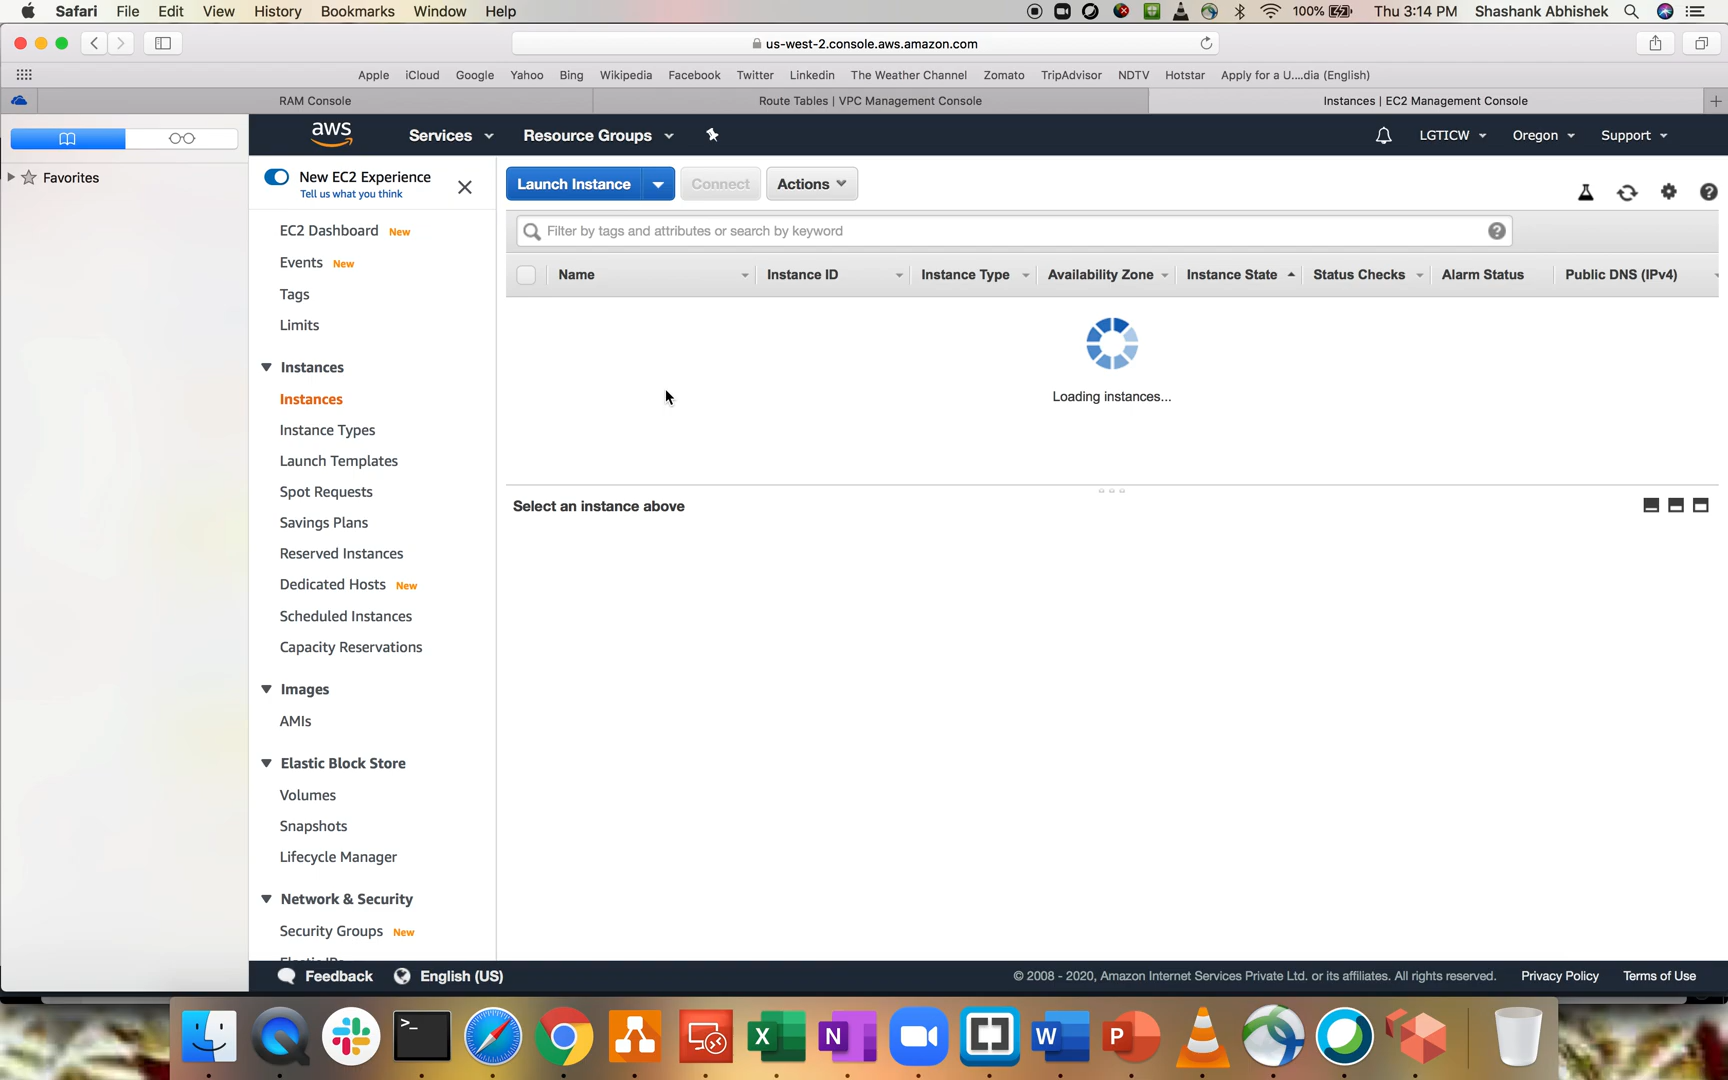 Safari File Edit View History Bookmarks Window Help 100% Thu 3:14 PM Shashank Abhishek
us-west-2.console.aws.amazon.com
Apple iCloud Google Yahoo Bing Wikipedia Facebook Twitter Linkedin The Weather Channel Zomato TripAdvisor NDTV Hotstar Apply for a U....dia (English)
RAM Console Route Tables | VPC Management Console Instances | EC2 Management Console
aws Services Resource Groups LGTICW Oregon Support
Favorites
New EC2 Experience
Tell us what you think
Launch Instance Connect Actions
EC2 Dashboard New
Filter by tags and attributes or search by keyword
Events New
Name Instance ID Instance Type Availability Zone Instance State Status Checks Alarm Status Public DNS (IPv4)
Tags
Limits
Instances
Instances
Loading instances...
Instance Types
Launch Templates
Spot Requests
Select an instance above
Savings Plans
Reserved Instances
Dedicated Hosts New
Scheduled Instances
Capacity Reservations
Images
AMIs
Elastic Block Store
Volumes
Snapshots
Lifecycle Manager
Network & Security
Security Groups New
Feedback English (US) © 2008 - 2020, Amazon Internet Services Private Ltd. or its affiliates. All rights reserved. Privacy Policy Terms of Use